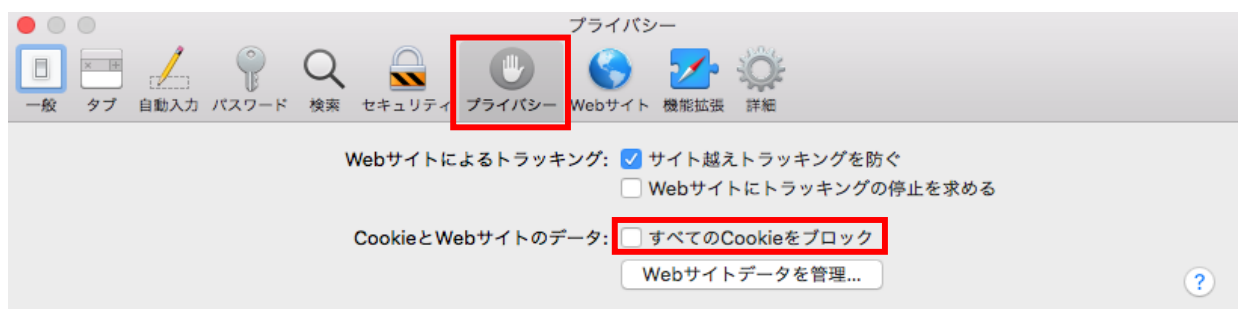 プライバシー
一般 タブ 自動入力 パスワード 検索 セキュリティ プライバシー Webサイト 機能拡張 詳細
Webサイトによるトラッキング: サイト越えトラッキングを防ぐ
Webサイトにトラッキングの停止を求める
CookieとWebサイトのデータ: すべてのCookieをブロック
Webサイトデータを管理...
?